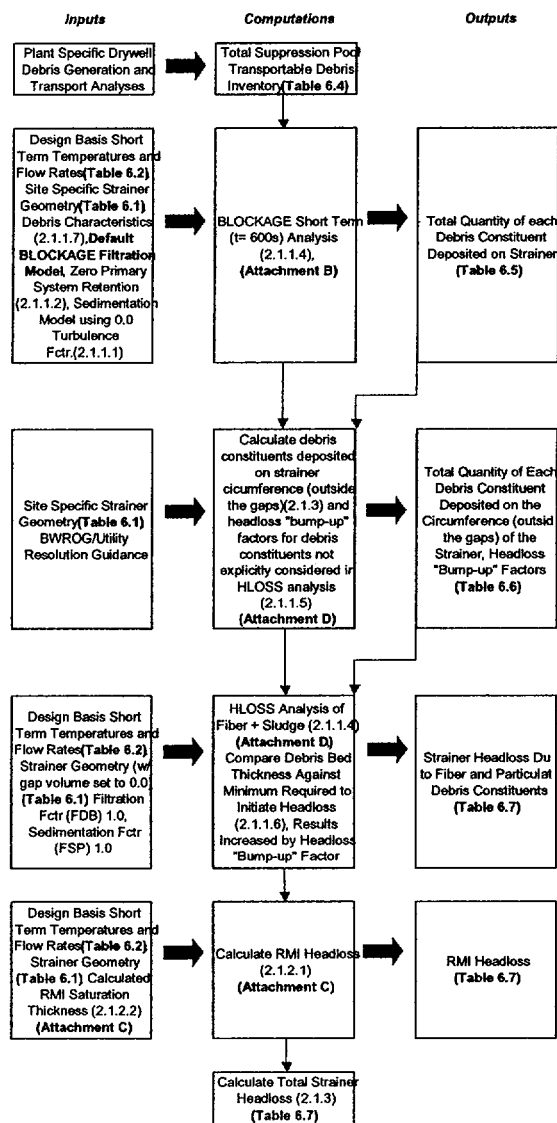 Inputs
Computations
Outputs
Plant Specific Drywell
Debris Generation and
Transport Analyses
Total Suppression Pool
Transportable Debris
Inventory(Table 6.4)
Design Basis Short
Term Temperatures and
Flow Rates(Table 6.2)
Site Specific Strainer
Geometry(Table 6.1)
Debris Characteristics
(2.1.1.7),Default
BLOCKAGE Filtration
Model, Zero Primary
System Retention
(2.1.1.2), Sedimentation
Model using 0.0
Turbulence
Fctr.(2.1.1.1)
BLOCKAGE Short Term
(t= 600s) Analysis
(2.1.1.4),
(Attachment B)
Total Quantity of each
Debris Constituent
Deposited on Strainer
(Table 6.5)
Site Specific Strainer
Geometry(Table 6.1)
BWROG/Utility
Resolution Guidance
Calculate debris
constituents deposited
on strainer
cicumference (outside
the gaps)(2.1.3) and
headloss "bump-up"
factors for debris
constituents not
explicitly considered in
HLOSS analysis
(2.1.1.5)
(Attachment D)
Total Quantity of Each
Debris Constituent
Deposited on the
Circumference (outsid
the gaps) of the
Strainer, Headloss
"Bump-up" Factors
(Table 6.6)
Design Basis Short
Term Temperatures and
Flow Rates(Table 6.2)
Strainer Geometry (w/
gap volume set to 0.0)
(Table 6.1) Filtration
Fctr (FDB) 1.0,
Sedimentation Fctr
(FSP) 1.0
HLOSS Analysis of
Fiber + Sludge (2.1.1.4)
(Attachment D)
Compare Debris Bed
Thickness Against
Minimum Required to
Initiate Headloss
(2.1.1.6), Results
Increased by Headloss
"Bump-up" Factor
Strainer Headloss Du
to Fiber and Particulat
Debris Constituents
(Table 6.7)
Design Basis Short
Term Temperatures and
Flow Rates(Table 6.2)
Strainer Geometry
(Table 6.1) Calculated
RMI Saturation
Thickness (2.1.2.2)
(Attachment C)
Calculate RMI Headloss
(2.1.2.1)
(Attachment C)
RMI Headloss
(Table 6.7)
Calculate Total Strainer
Headloss (2.1.3)
(Table 6.7)